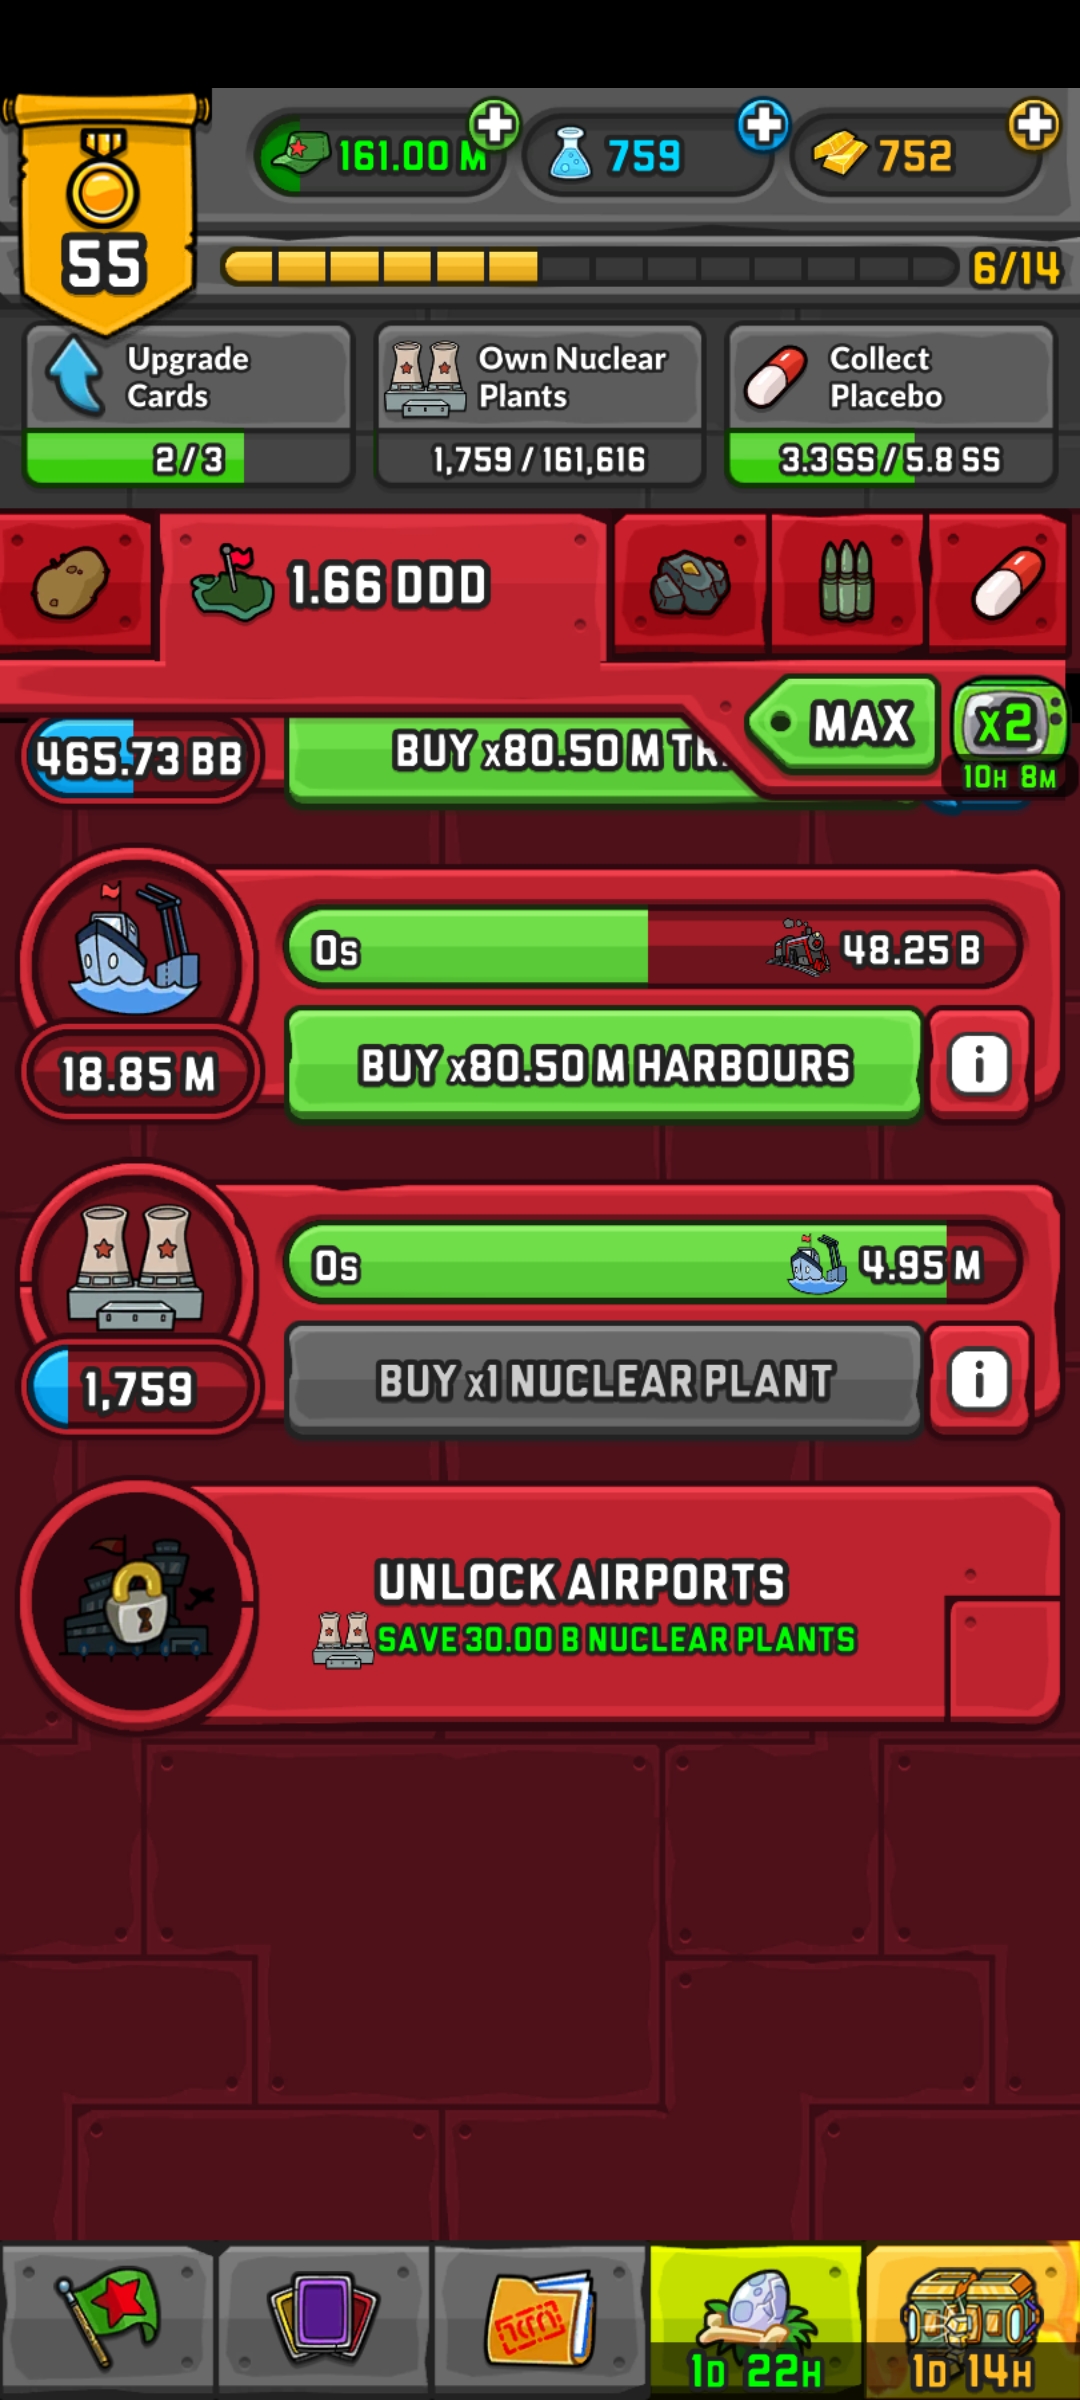 55
161.00 M
759
752
6/14
Upgrade
Cards
2/3
Own Nuclear
Plants
1,759 / 161,616
Collect
Placebo
3.3 SS / 5.8 SS
1.66 DDD
MAX
x2
10H 8M
465.73 BB
BUY x80.50 M
0s
48.25 B
18.85 M
BUY x80.50 M HARBOURS
i
0s
4.95 M
1,759
BUY x1 NUCLEAR PLANT
i
UNLOCK AIRPORTS
SAVE 30.00 B NUCLEAR PLANTS
1D 22H
1D 14H